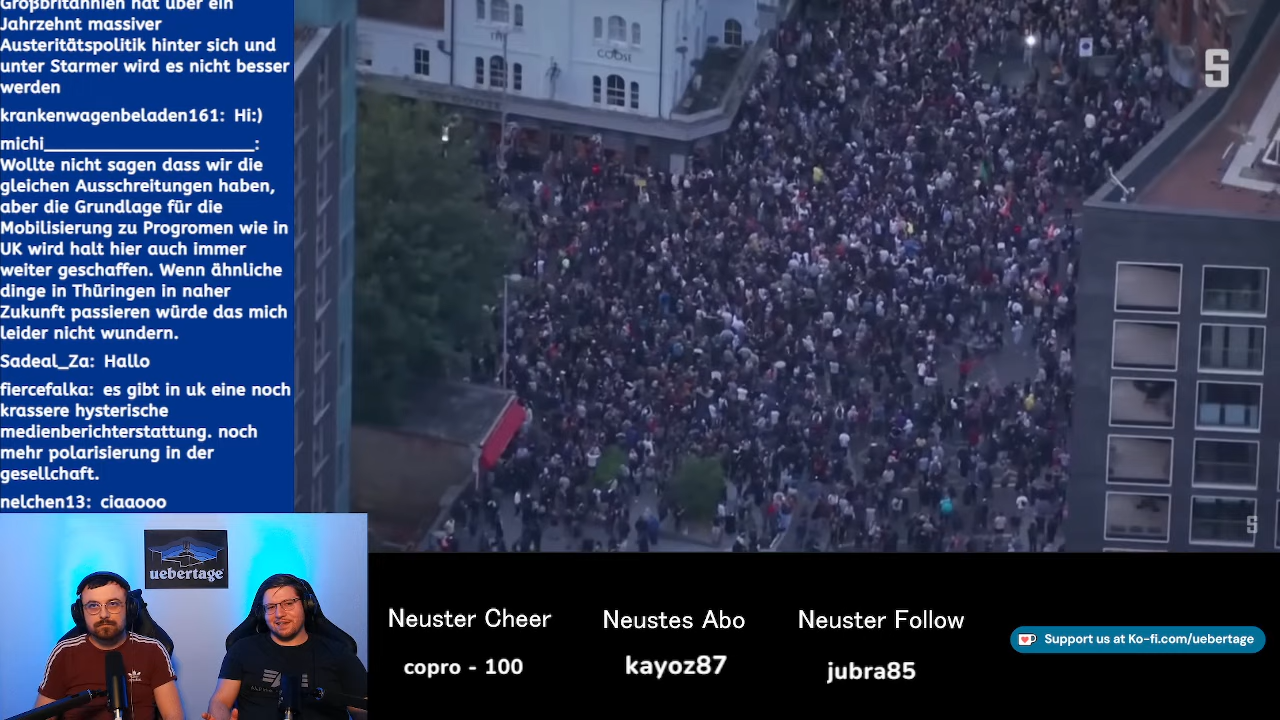 Großbritannien hat über ein
Jahrzehnt massiver
Austeritätspolitik hinter sich und
unter Starmer wird es nicht besser
werden
krankenwagenbeladen161: Hi:)
michi_____________________:
Wollte nicht sagen dass wir die
gleichen Ausschreitungen haben,
aber die Grundlage für die
Mobilisierung zu Progromen wie in
UK wird halt hier auch immer
weiter geschaffen. Wenn ähnliche
dinge in Thüringen in naher
Zukunft passieren würde das mich
leider nicht wundern.
Sadeal_Za: Hallo
fiercefalka: es gibt in uk eine noch
krassere hysterische
medienberichterstattung. noch
mehr polarisierung in der
gesellchaft.
nelchen13: ciaaooo
THE
GOOSE
S
S
uebertage
Neuster Cheer
Neustes Abo
Neuster Follow
copro - 100
kayoz87
jubra85
Support us at Ko-fi.com/uebertage